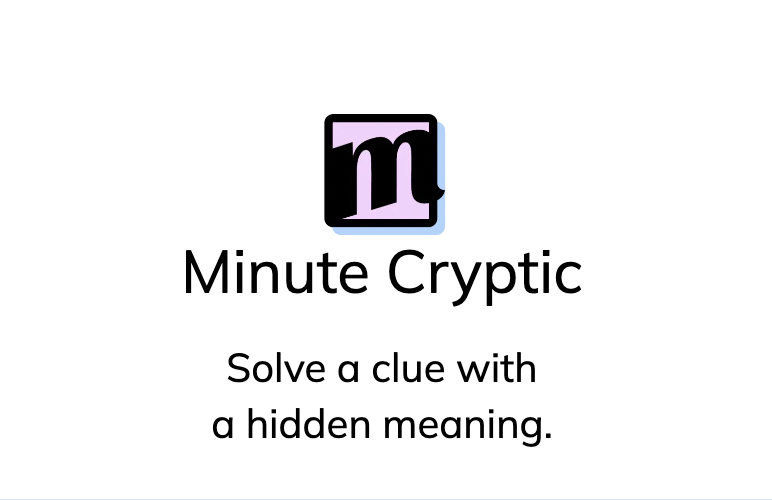 m
Minute Cryptic
Solve a clue with
a hidden meaning.